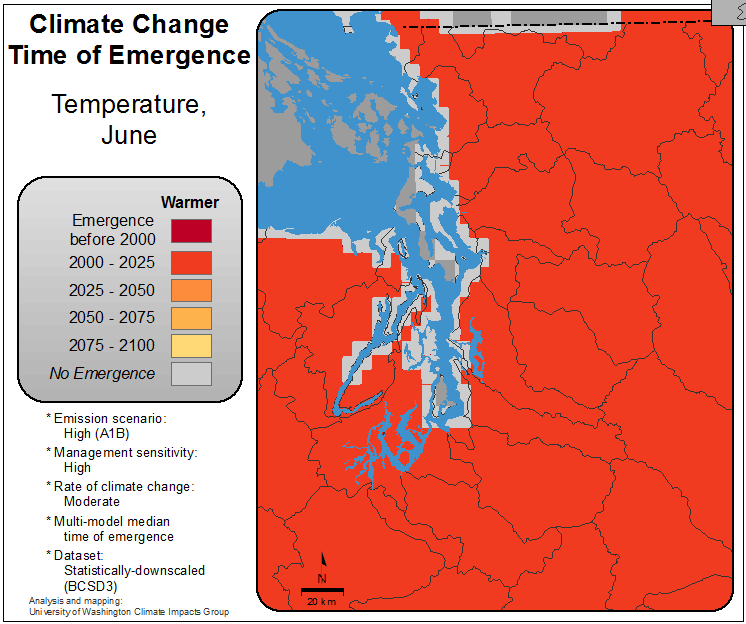 Climate Change
Time of Emergence
Temperature,
June
Warmer
Emergence
before 2000
2000 - 2025
2025 - 2050
2050 - 2075
2075 - 2100
No Emergence
* Emission scenario:
High (A1B)
* Management sensitivity:
High
* Rate of climate change:
Moderate
* Multi-model median
time of emergence
* Dataset:
Statistically-downscaled
(BCSD3)
Analysis and mapping:
University of Washington Climate Impacts Group
N
20 km